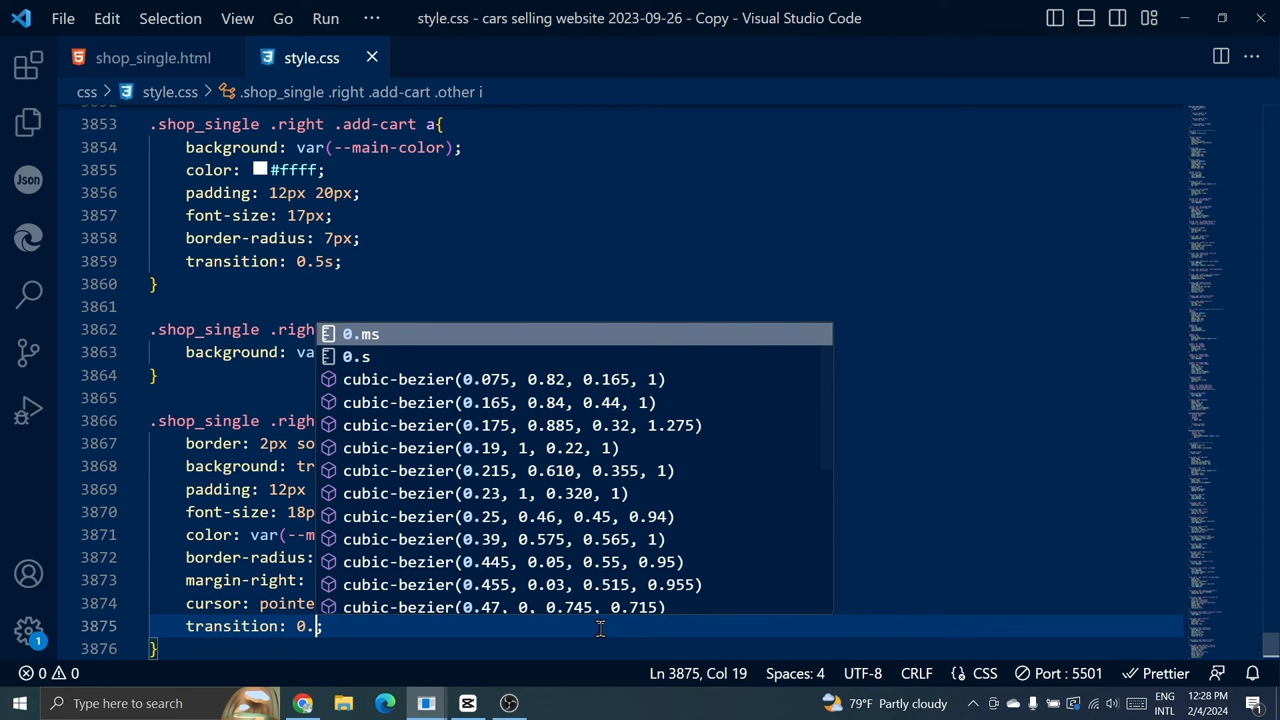 File Edit Selection View Go Run ··· style.css - cars selling website 2023-09-26 - Copy - Visual Studio Code
shop_single.html style.css
css > style.css > .shop_single .right .add-cart .other i
3853 .shop_single .right .add-cart a{
3854 background: var(--main-color);
3855 color: #ffff;
3856 padding: 12px 20px;
3857 font-size: 17px;
3858 border-radius: 7px;
3859 transition: 0.5s;
3860 }
3861
3862 .shop_single .righ
3863 background: va
3864 }
3865
3866 .shop_single .righ
3867 border: 2px so
3868 background: tr
3869 padding: 12px
3870 font-size: 18p
3871 color: var(--m
3872 border-radius:
3873 margin-right:
3874 cursor: pointe
3875 transition: 0.
3876 }
0.ms
0.s
cubic-bezier(0.075, 0.82, 0.165, 1)
cubic-bezier(0.165, 0.84, 0.44, 1)
cubic-bezier(0.175, 0.885, 0.32, 1.275)
cubic-bezier(0.19, 1, 0.22, 1)
cubic-bezier(0.215, 0.610, 0.355, 1)
cubic-bezier(0.23, 1, 0.320, 1)
cubic-bezier(0.25, 0.46, 0.45, 0.94)
cubic-bezier(0.39, 0.575, 0.565, 1)
cubic-bezier(0.445, 0.05, 0.55, 0.95)
cubic-bezier(0.455, 0.03, 0.515, 0.955)
cubic-bezier(0.47, 0, 0.745, 0.715)
Json
1
0 0 Ln 3875, Col 19 Spaces: 4 UTF-8 CRLF {} CSS Port : 5501 Prettier
Type here to search 79°F Partly cloudy ENG INTL 12:28 PM 2/4/2024